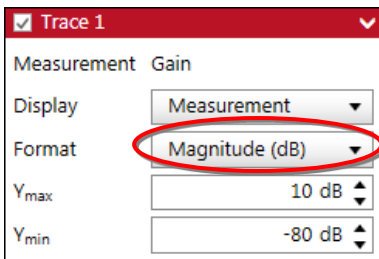 Trace 1
Measurement Gain
Display Measurement
Format Magnitude (dB)
Ymax 10 dB
Ymin -80 dB